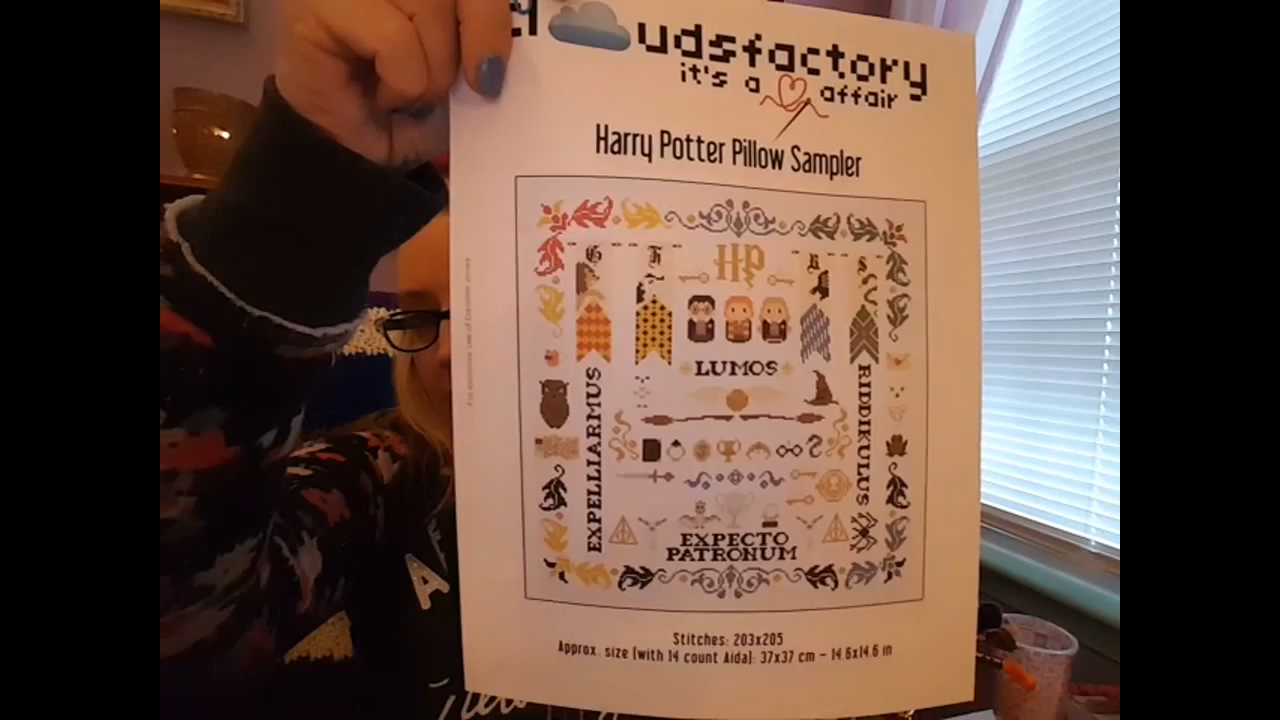 udsfactory
it's a affair
Harry Potter Pillow Sampler
G h HP R S
LUMOS
EXPELLIARMUS
RIDDIKULUS
EXPECTO
PATRONUM
Stitches: 203x205
Approx. size (with 14 count Aida): 37x37 cm - 14.6x14.6 in
A